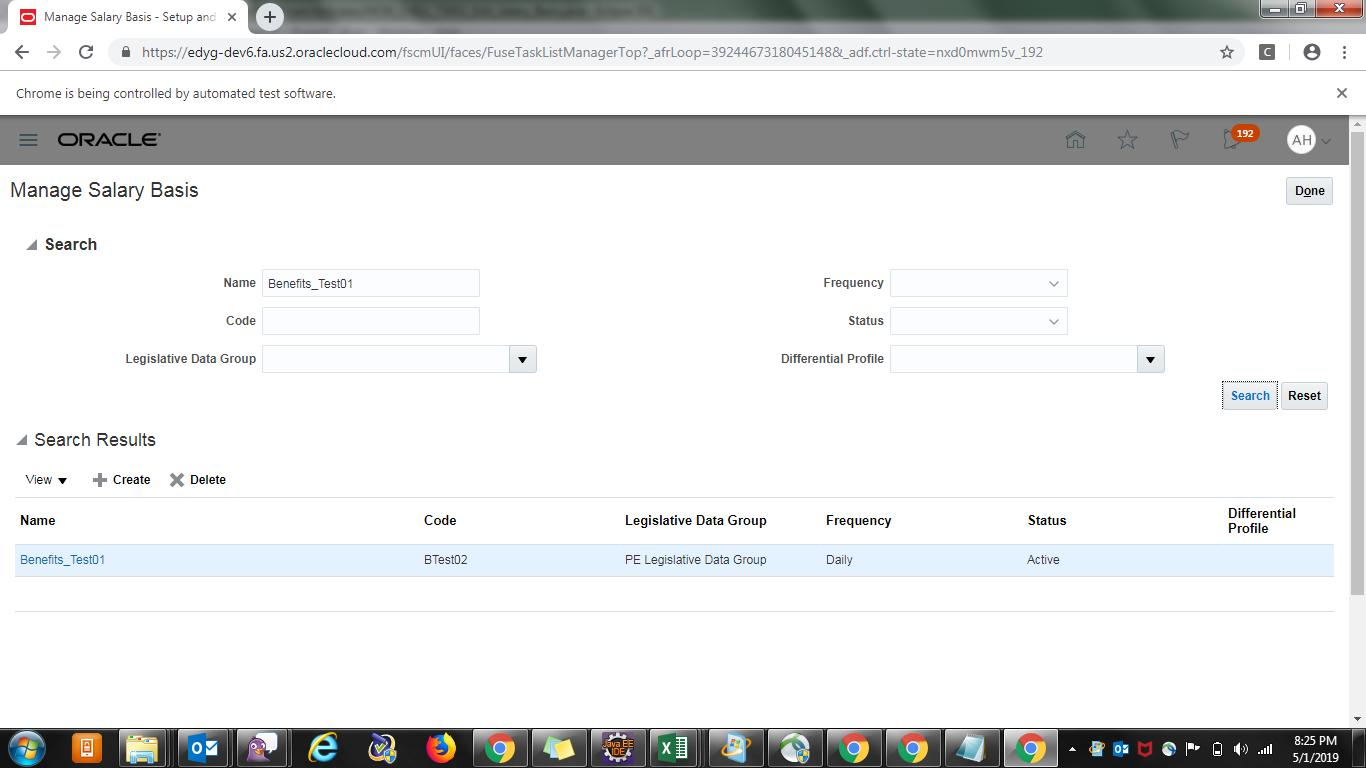 Manage Salary Basis - Setup and
https://edyg-dev6.fa.us2.oraclecloud.com/fscmUI/faces/FuseTaskListManagerTop?_afrLoop=3924467318045148&_adf.ctrl-state=nxd0mwm5v_192
C
Chrome is being controlled by automated test software.
ORACLE
192
AH
Manage Salary Basis
Done
Search
Name Benefits_Test01 Frequency
Code Status
Legislative Data Group Differential Profile
Search Reset
Search Results
View Create Delete
Name Code Legislative Data Group Frequency Status Differential Profile
Benefits_Test01 BTest02 PE Legislative Data Group Daily Active
Java EE
IDE
8:25 PM
5/1/2019